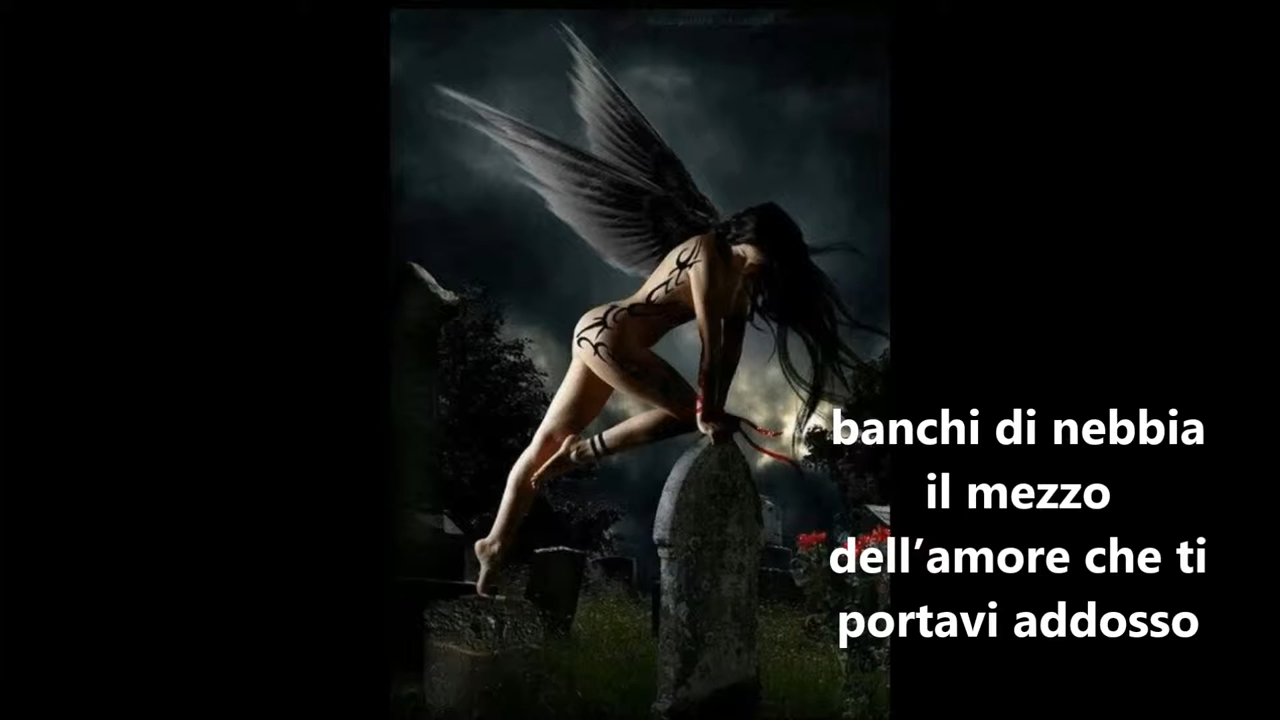 banchi di nebbia
il mezzo
dell’amore che ti
portavi addosso